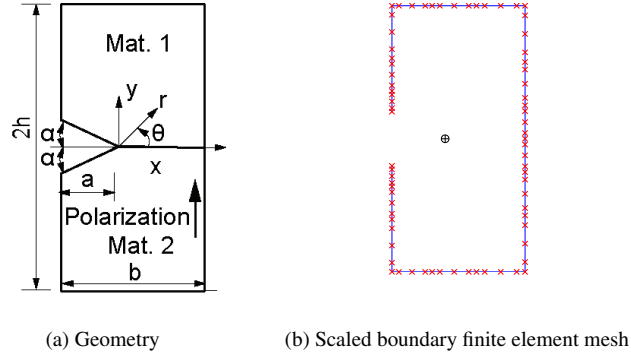 Mat. 1
y
r
2h
α
θ
α
x
a
Polarization
Mat. 2
b
(a) Geometry
(b) Scaled boundary finite element mesh